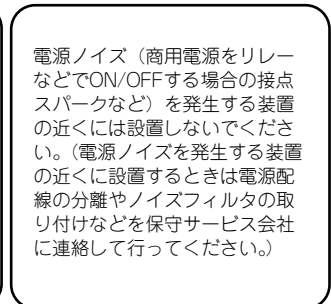 電源ノイズ（商用電源をリレー
などでON/OFFする場合の接点
スパークなど）を発生する装置
の近くには設置しないでくださ
い。（電源ノイズを発生する装置
の近くに設置するときは電源配
線の分離やノイズフィルタの取
り付けなどを保守サービス会社
に連絡して行ってください。）